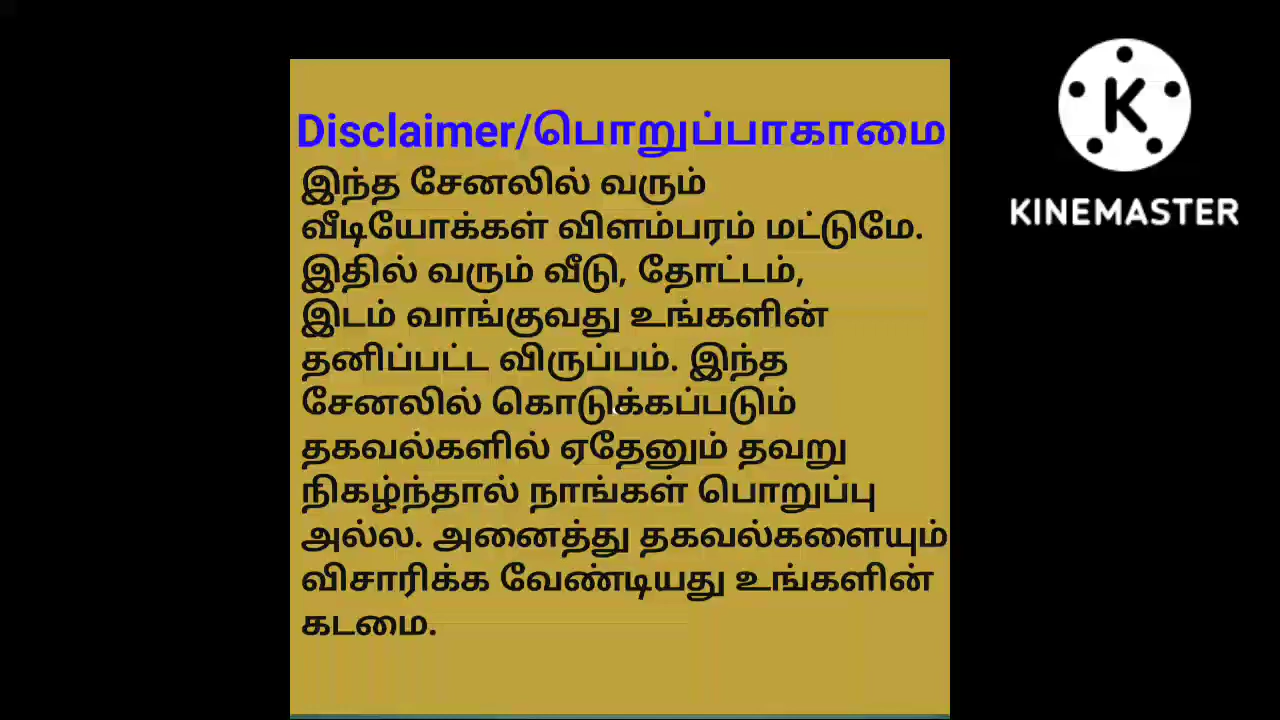 Disclaimer/பொறுப்பாகாமை
இந்த சேனலில் வரும்
வீடியோக்கள் விளம்பரம் மட்டுமே.
இதில் வரும் வீடு, தோட்டம்,
இடம் வாங்குவது உங்களின்
தனிப்பட்ட விருப்பம். இந்த
சேனலில் கொடுக்கப்படும்
தகவல்களில் ஏதேனும் தவறு
நிகழ்ந்தால் நாங்கள் பொறுப்பு
அல்ல. அனைத்து தகவல்களையும்
விசாரிக்க வேண்டியது உங்களின்
கடமை.
K
KINEMASTER